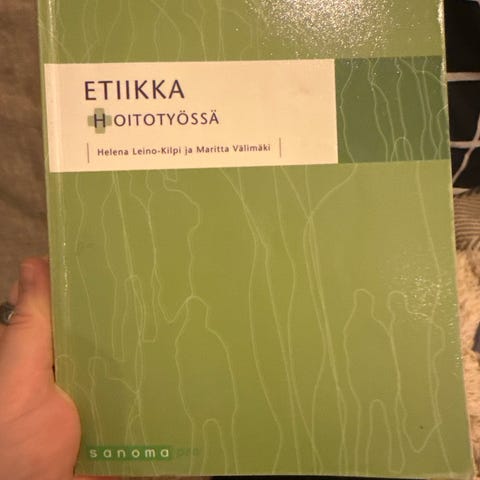 ETIIKKA
HOITOTYÖSSÄ
Helena Leino-Kilpi ja Maritta Välimäki
sanoma pro